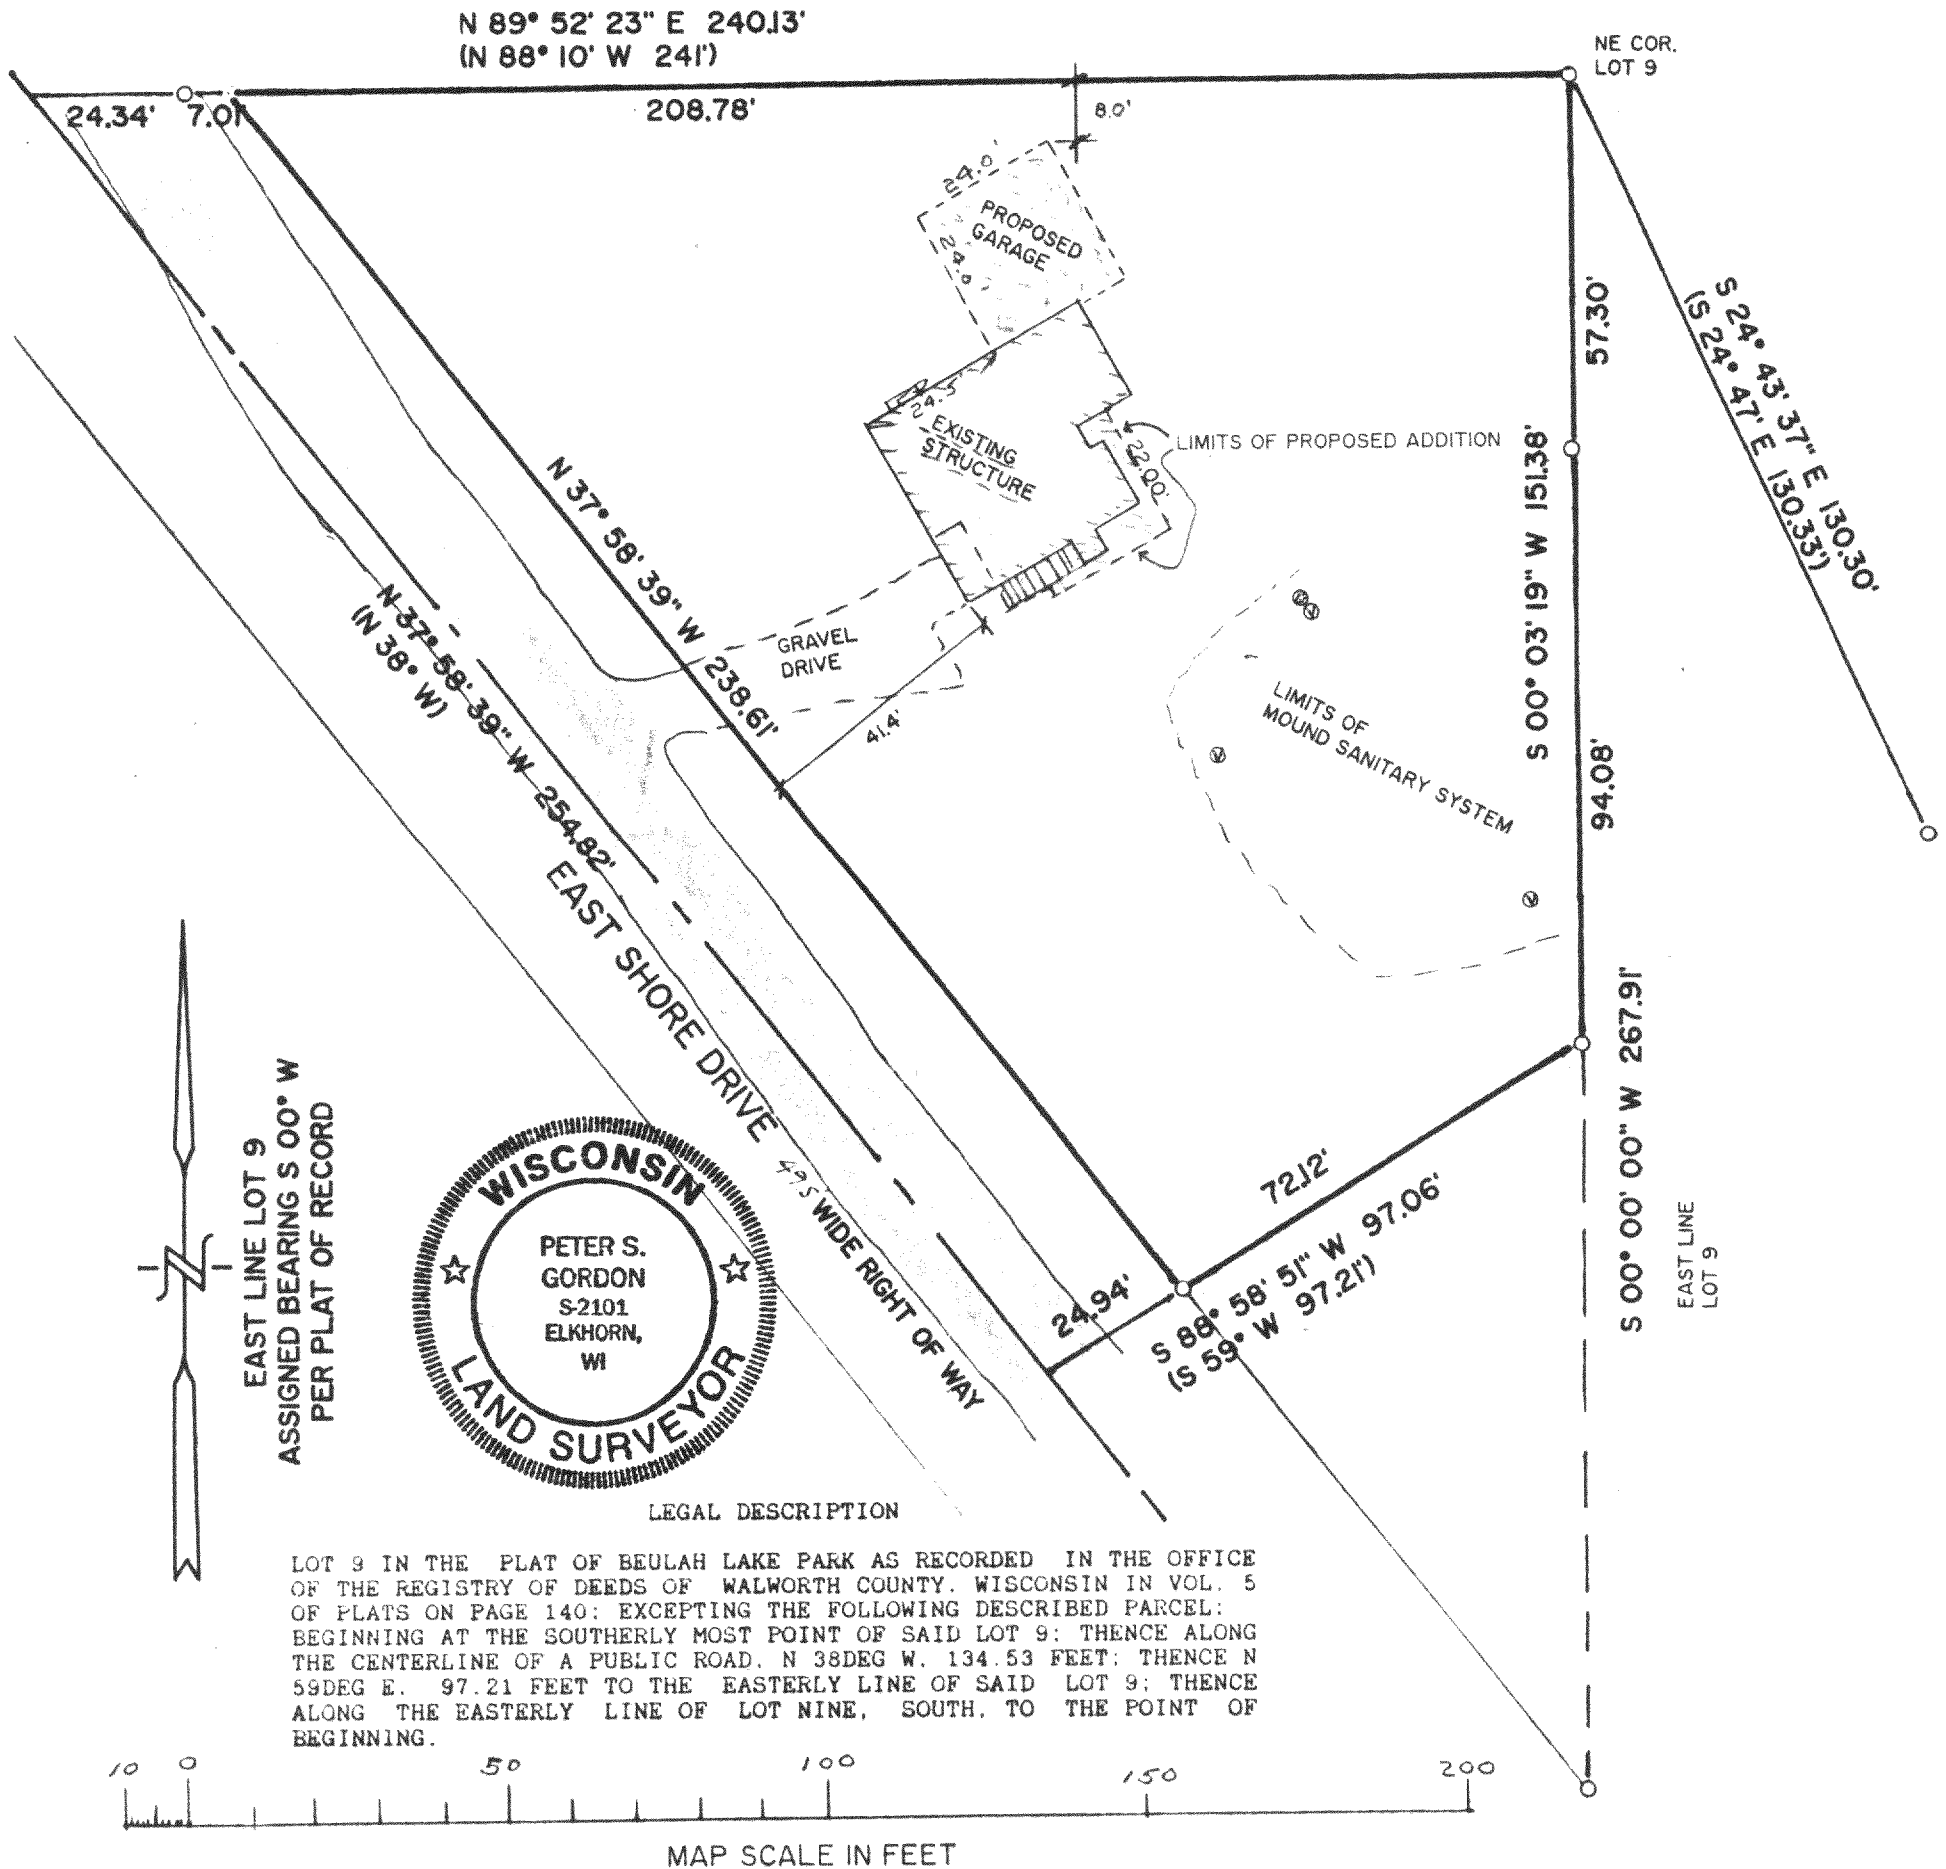 N 89° 52' 23" E 240.13'
(N 88° 10' W 241')
NE COR.
LOT 9
24.34'
7.01'
208.78'
8.0'
24.0'
PROPOSED
GARAGE
24.0'
57.30'
S 24° 43' 37" E 130.30'
(S 24° 47' E 130.33')
24.5'
EXISTING
STRUCTURE
22.00'
LIMITS OF PROPOSED ADDITION
S 00° 03' 19" W 151.38'
N 37° 58' 39" W 238.61'
N 37° 58' 39" W 254.82'
(N 38° W)
GRAVEL
DRIVE
41.4'
LIMITS OF
MOUND SANITARY SYSTEM
94.08'
EAST SHORE DRIVE
49.5' WIDE RIGHT OF WAY
S 00° 00' 00" W 267.91'
EAST LINE
LOT 9
72.12'
24.94'
S 88° 58' 51" W 97.06'
(S 59° W 97.21')
N
EAST LINE LOT 9
ASSIGNED BEARING S 00° W
PER PLAT OF RECORD
WISCONSIN
PETER S.
GORDON
S-2101
ELKHORN,
WI
LAND SURVEYOR
LEGAL DESCRIPTION
LOT 9 IN THE PLAT OF BEULAH LAKE PARK AS RECORDED IN THE OFFICE
OF THE REGISTRY OF DEEDS OF WALWORTH COUNTY. WISCONSIN IN VOL. 5
OF PLATS ON PAGE 140; EXCEPTING THE FOLLOWING DESCRIBED PARCEL:
BEGINNING AT THE SOUTHERLY MOST POINT OF SAID LOT 9; THENCE ALONG
THE CENTERLINE OF A PUBLIC ROAD, N 38DEG W. 134.53 FEET; THENCE N
59DEG E. 97.21 FEET TO THE EASTERLY LINE OF SAID LOT 9; THENCE
ALONG THE EASTERLY LINE OF LOT NINE, SOUTH. TO THE POINT OF
BEGINNING.
10 0 50 100 150 200
MAP SCALE IN FEET